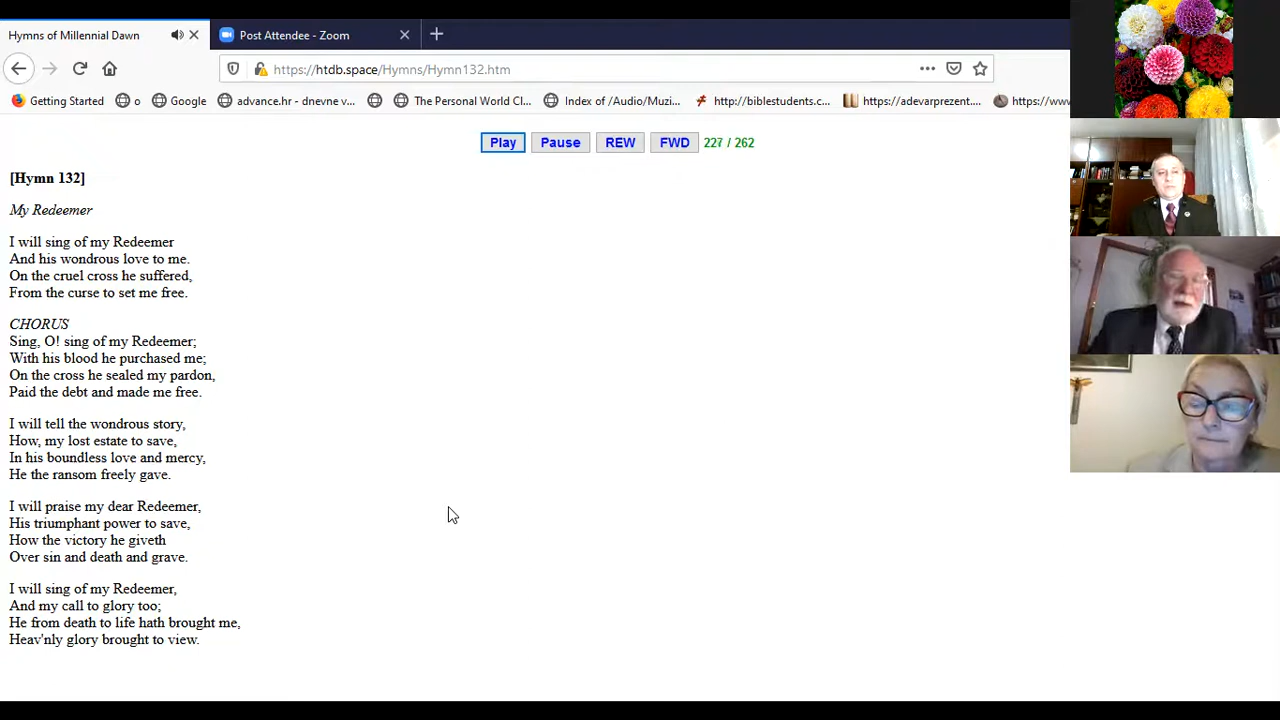 Hymns of Millennial Dawn
Post Attendee - Zoom
https://htdb.space/Hymns/Hymn132.htm
Getting Started
o
Google
advance.hr - dnevne v...
The Personal World Cl...
Index of /Audio/Muzi...
http://biblestudents.c...
https://adevarprezent....
https://www
Play
Pause
REW
FWD
227 / 262
[Hymn 132]
My Redeemer
I will sing of my Redeemer
And his wondrous love to me.
On the cruel cross he suffered,
From the curse to set me free.
CHORUS
Sing, O! sing of my Redeemer;
With his blood he purchased me;
On the cross he sealed my pardon,
Paid the debt and made me free.
I will tell the wondrous story,
How, my lost estate to save,
In his boundless love and mercy,
He the ransom freely gave.
I will praise my dear Redeemer,
His triumphant power to save,
How the victory he giveth
Over sin and death and grave.
I will sing of my Redeemer,
And my call to glory too;
He from death to life hath brought me,
Heav'nly glory brought to view.